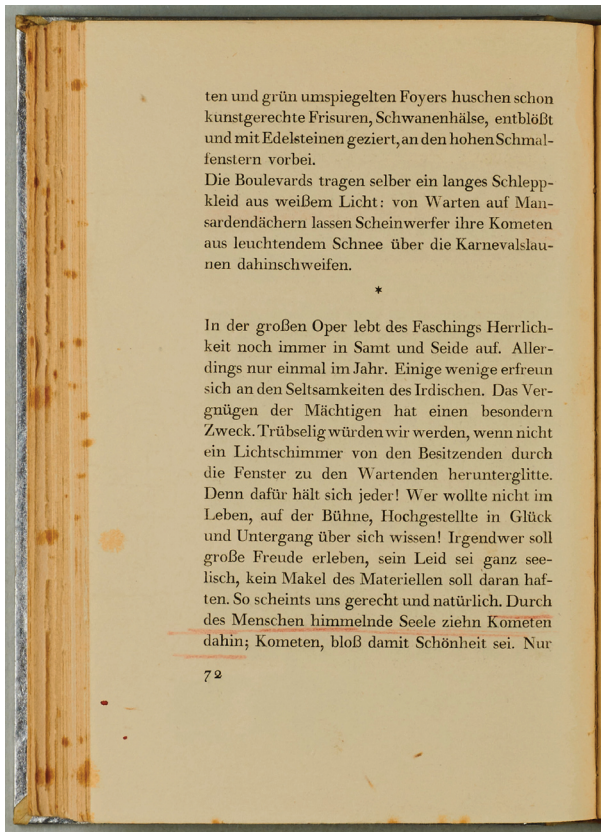 ten und grün umspiegelten Foyers huschen schon
kunstgerechte Frisuren, Schwanenhälse, entblößt
und mit Edelsteinen geziert, an den hohen Schmal-
fenstern vorbei.
Die Boulevards tragen selber ein langes Schlepp-
kleid aus weißem Licht: von Warten auf Man-
sardendächern lassen Scheinwerfer ihre Kometen
aus leuchtendem Schnee über die Karnevalslau-
nen dahinschweifen.
*
In der großen Oper lebt des Faschings Herrlich-
keit noch immer in Samt und Seide auf. Aller-
dings nur einmal im Jahr. Einige wenige erfreun
sich an den Seltsamkeiten des Irdischen. Das Ver-
gnügen der Mächtigen hat einen besondern
Zweck. Trübselig würden wir werden, wenn nicht
ein Lichtschimmer von den Besitzenden durch
die Fenster zu den Wartenden herunterglitte.
Denn dafür hält sich jeder! Wer wollte nicht im
Leben, auf der Bühne, Hochgestellte in Glück
und Untergang über sich wissen! Irgendwer soll
große Freude erleben, sein Leid sei ganz see-
lisch, kein Makel des Materiellen soll daran haf-
ten. So scheints uns gerecht und natürlich. Durch
des Menschen himmelnde Seele ziehn Kometen
dahin; Kometen, bloß damit Schönheit sei. Nur
72